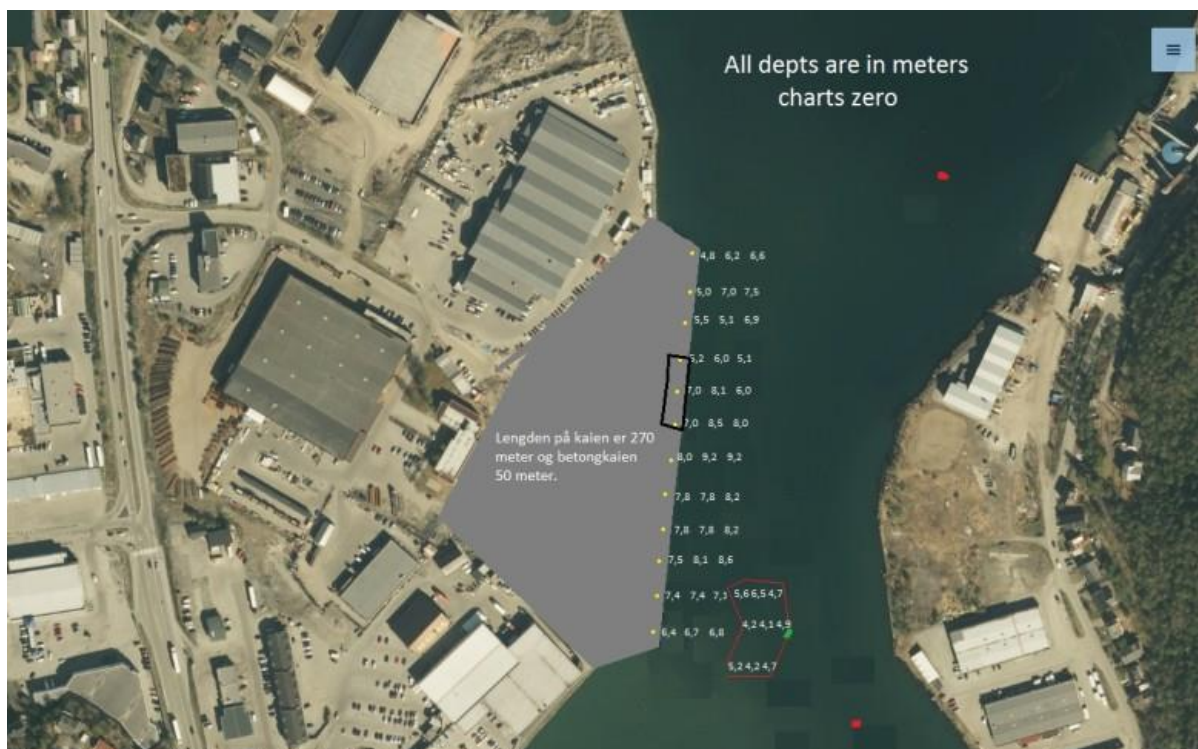 All depts are in meters
charts zero
4,8 6,2 6,6
5,0 7,0 7,5
5,5 5,1 6,9
5,2 6,0 5,1
7,0 8,1 6,0
7,0 8,5 8,0
Lengden på kaien er 270
meter og betongkaien
50 meter.
8,0 9,2 9,2
7,8 7,8 8,2
7,8 7,8 8,2
7,5 8,1 8,6
7,4 7,4 7,1
5,6 6,5 4,7
6,4 6,7 6,8
4,2 4,1 4,9
5,2 4,2 4,7